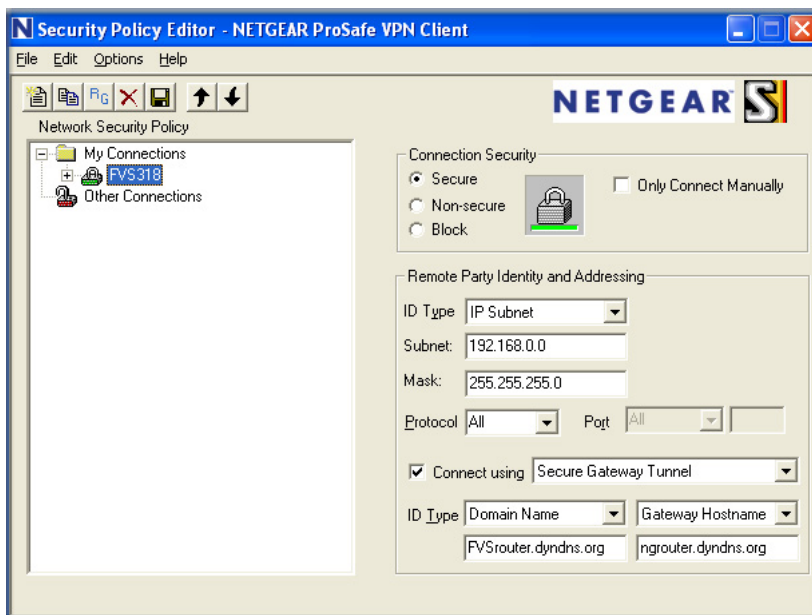 Security Policy Editor - NETGEAR ProSafe VPN Client
File Edit Options Help
RG
NETGEAR S
Network Security Policy
My Connections
FVS318
Other Connections
Connection Security
Secure
Non-secure
Block
Only Connect Manually
Remote Party Identity and Addressing
ID Type IP Subnet
Subnet: 192.168.0.0
Mask: 255.255.255.0
Protocol All Port All
Connect using Secure Gateway Tunnel
ID Type Domain Name Gateway Hostname
FVSrouter.dyndns.org ngrouter.dyndns.org